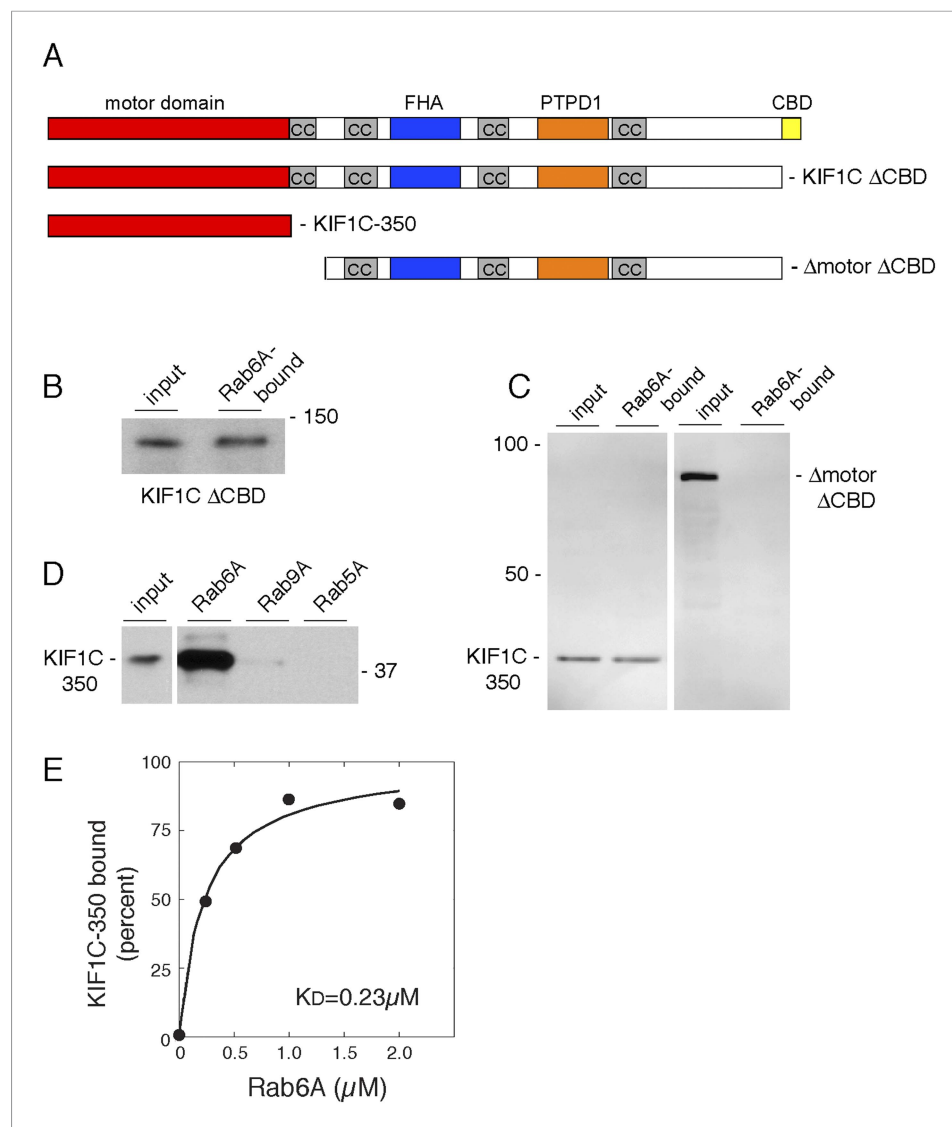 A
motor domain FHA PTPD1 CBD
CC CC CC CC
CC CC CC CC
- KIF1C ΔCBD
- KIF1C-350
CC CC CC
- Δmotor ΔCBD
B
input
Rab6A-
bound
- 150
KIF1C ΔCBD
C
input
Rab6A-
bound
input
Rab6A-
bound
100 -
- Δmotor
ΔCBD
50 -
KIF1C -
350
D
input
Rab6A
Rab9A
Rab5A
KIF1C -
350
- 37
E
100
75
50
25
0
KIF1C-350 bound
(percent)
KD=0.23µM
0 0.5 1.0 1.5 2.0
Rab6A (µM)